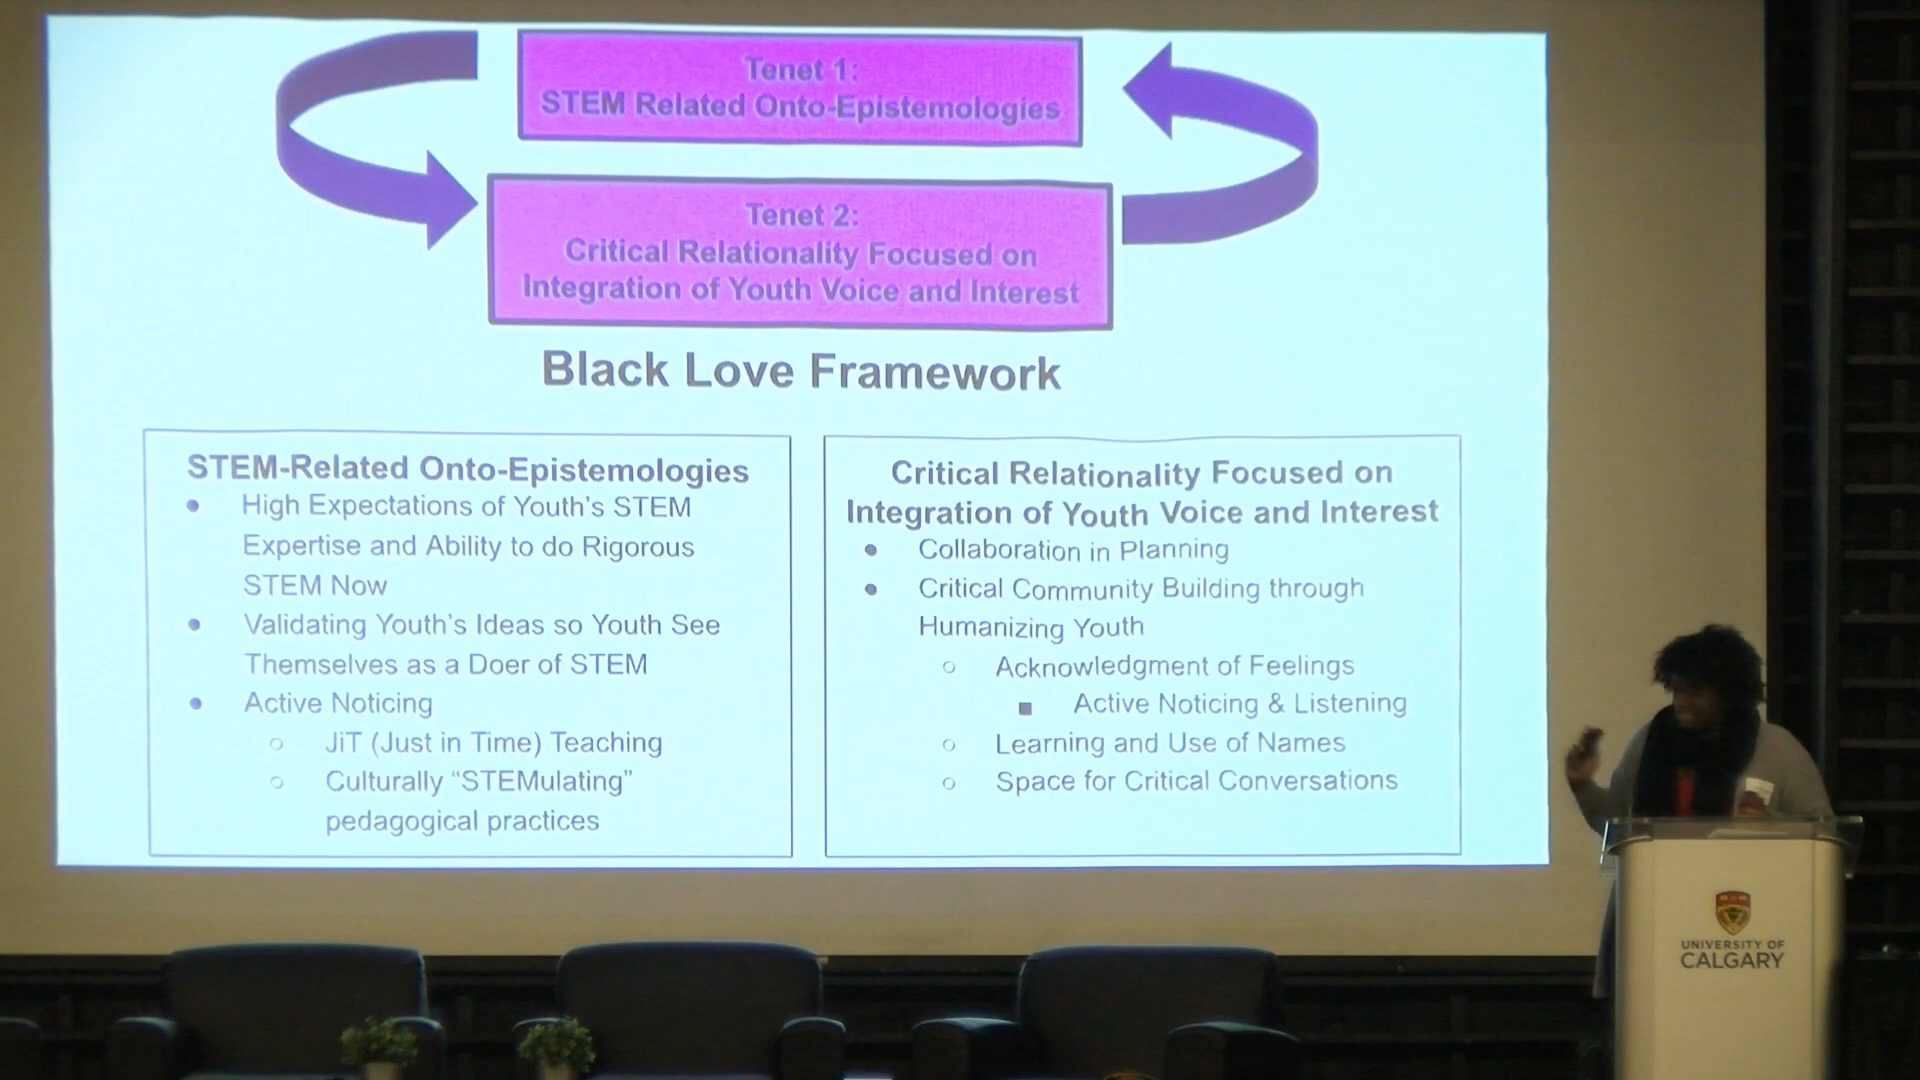 Tenet 1:
STEM Related Onto-Epistemologies
Tenet 2:
Critical Relationality Focused on
Integration of Youth Voice and Interest
Black Love Framework
STEM-Related Onto-Epistemologies
● High Expectations of Youth's STEM
Expertise and Ability to do Rigorous
STEM Now
● Validating Youth's Ideas so Youth See
Themselves as a Doer of STEM
● Active Noticing
○ JiT (Just in Time) Teaching
○ Culturally “STEMulating”
pedagogical practices
Critical Relationality Focused on
Integration of Youth Voice and Interest
● Collaboration in Planning
● Critical Community Building through
Humanizing Youth
○ Acknowledgment of Feelings
■ Active Noticing & Listening
○ Learning and Use of Names
○ Space for Critical Conversations
UNIVERSITY OF
CALGARY